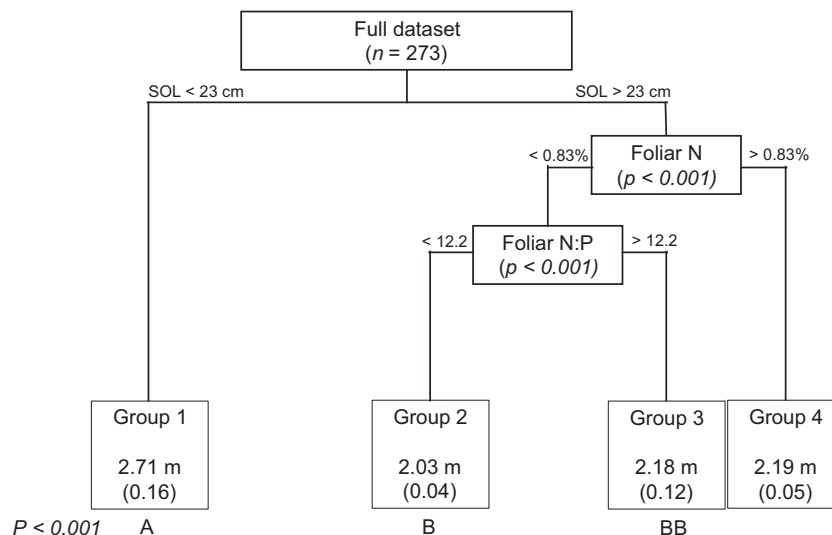 Full dataset
(n = 273)
SOL < 23 cm
SOL > 23 cm
< 0.83%
Foliar N
(p < 0.001)
> 0.83%
< 12.2
Foliar N:P
(p < 0.001)
> 12.2
Group 1
2.71 m
(0.16)
Group 2
2.03 m
(0.04)
Group 3
2.18 m
(0.12)
Group 4
2.19 m
(0.05)
P < 0.001
A
B
BB